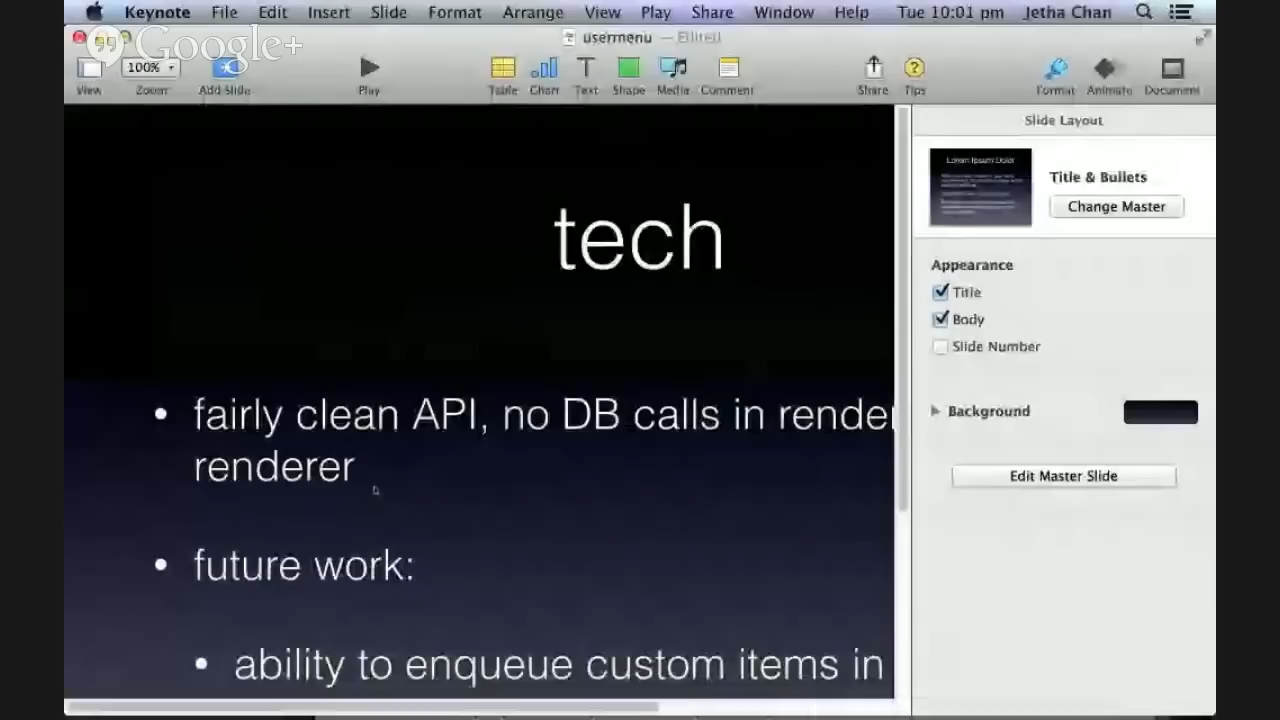 Keynote File Edit Insert Slide Format Arrange View Play Share Window Help Tue 10:01 pm Jetha Chan
Google+
usermenu — Edited
100%
View Zoom Add Slide Play Table Chart Text Shape Media Comment Share Tips Format Animate Document
tech
• fairly clean API, no DB calls in render
renderer
• future work:
• ability to enqueue custom items in
Slide Layout
Lorem Ipsum Dolor
Title & Bullets
Change Master
Appearance
Title
Body
Slide Number
Background
Edit Master Slide